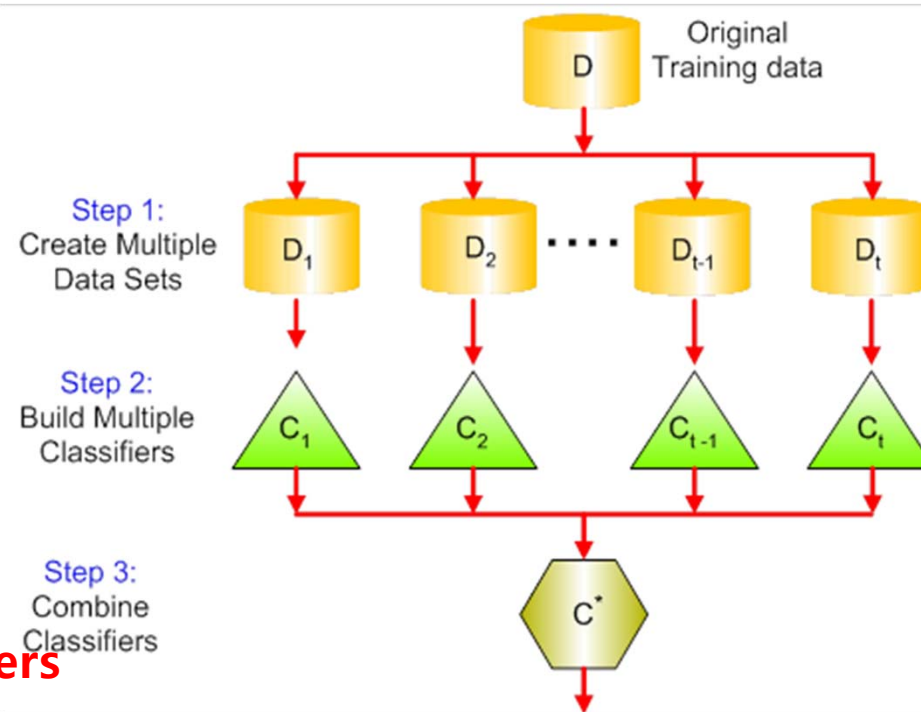 D
Original
Training data
Step 1:
Create Multiple
Data Sets
D1
D2
....
Dt-1
Dt
Step 2:
Build Multiple
Classifiers
C1
C2
Ct -1
Ct
Step 3:
Combine
Classifiers
C*
ers